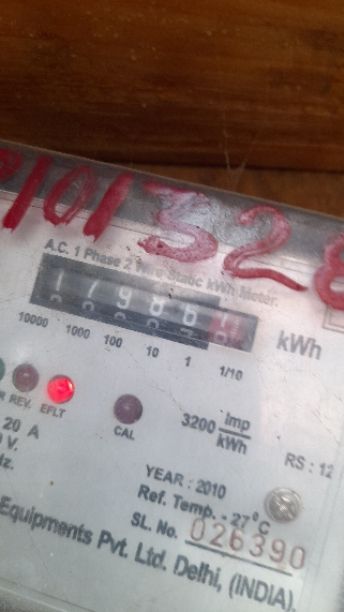 101328
A.C. 1 Phase 2 Wire Static kWh Meter.
17986
kWh
10000 1000 100 10 1 1/10
REV. EFLT
CAL
3200 imp/kWh
20 A
V.
Hz.
RS: 12
YEAR: 2010
Ref. Temp. - 27°C
SL. No. 026390
Equipments Pvt. Ltd. Delhi, (INDIA)